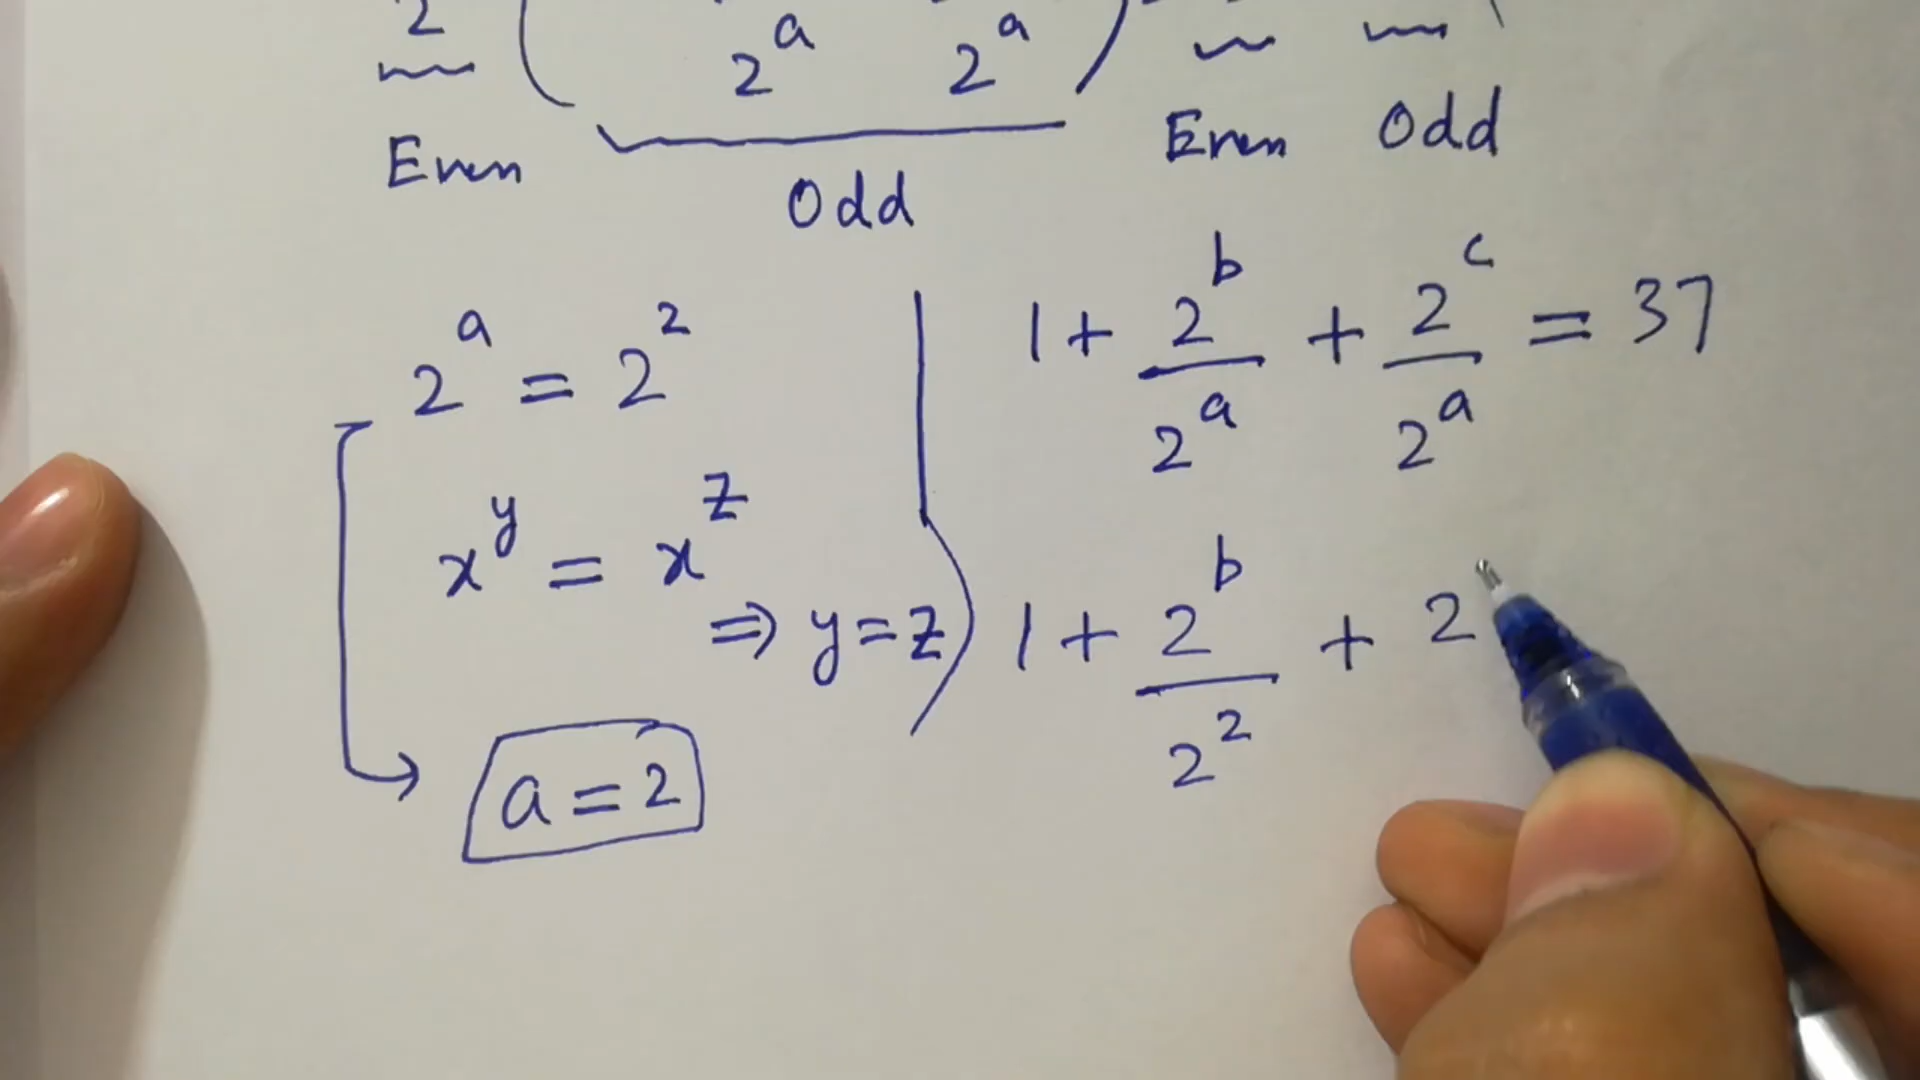 2 ( 2^a 2^a )
Even Odd Even Odd
2^a = 2^2
x^y = x^z
⇒ y = z
a = 2
1 + 2^b/2^a + 2^c/2^a = 37
1 + 2^b/2^2 + 2